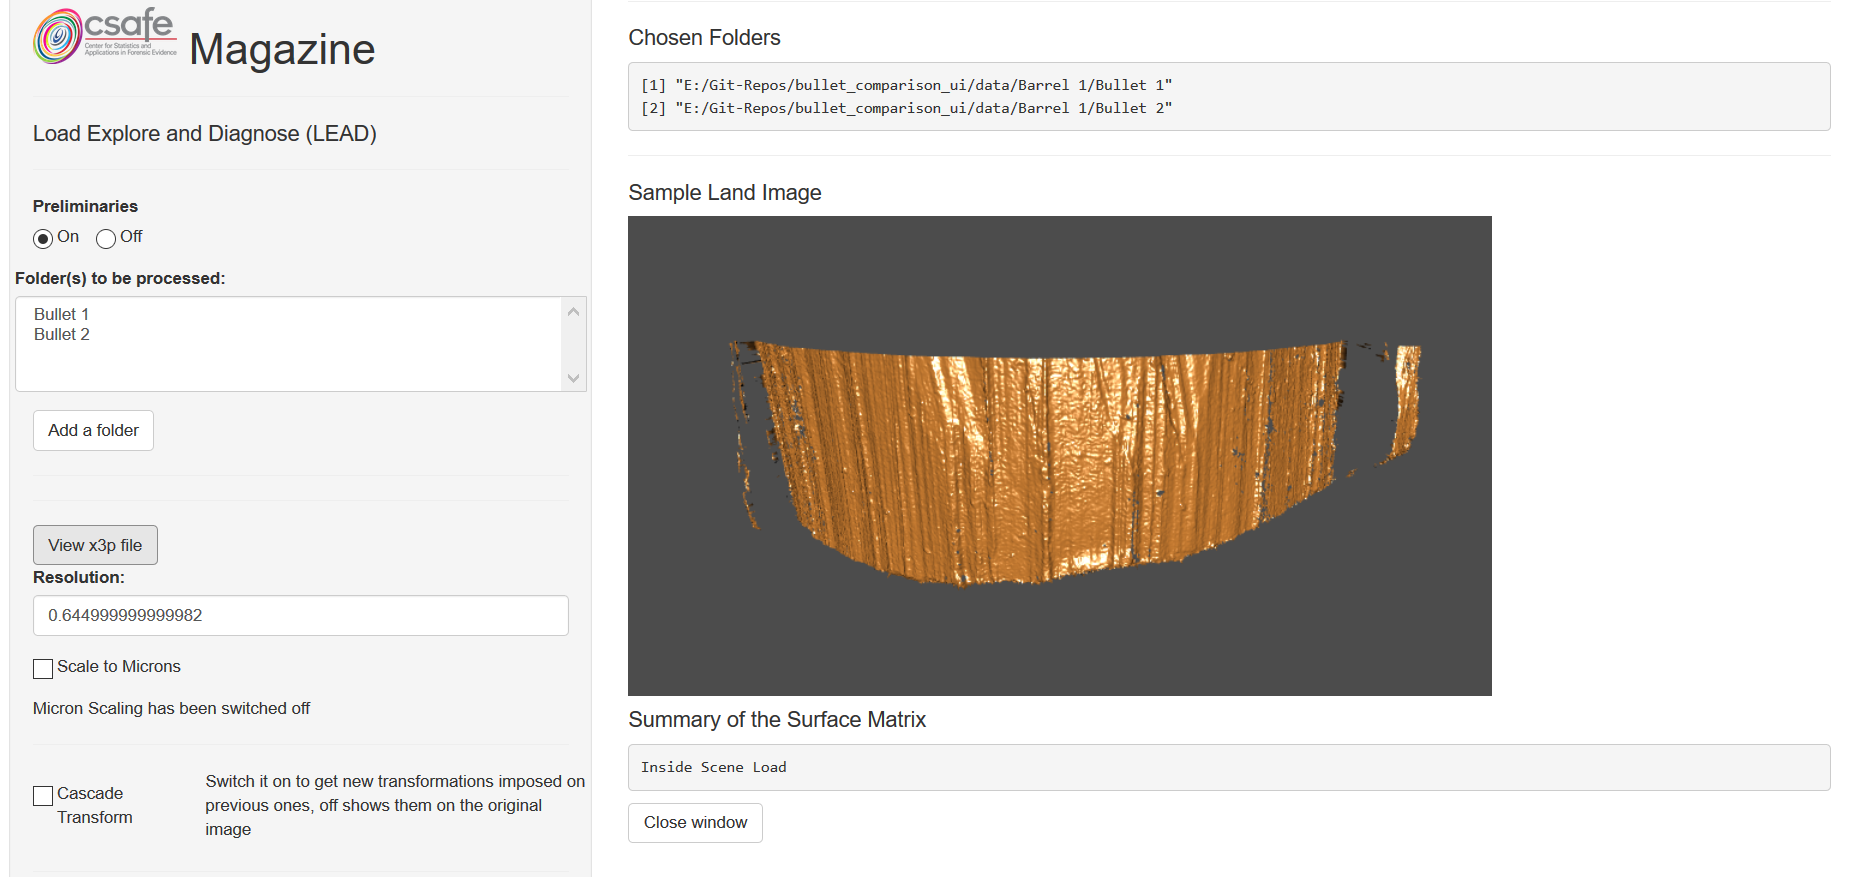 csafe
Center for Statistics and
Applications in Forensic Evidence
Magazine
Load Explore and Diagnose (LEAD)
Preliminaries
On Off
Folder(s) to be processed:
Bullet 1
Bullet 2
Add a folder
View x3p file
Resolution:
0.644999999999982
Scale to Microns
Micron Scaling has been switched off
Cascade
Transform
Switch it on to get new transformations imposed on
previous ones, off shows them on the original
image
Chosen Folders
[1] "E:/Git-Repos/bullet_comparison_ui/data/Barrel 1/Bullet 1"
[2] "E:/Git-Repos/bullet_comparison_ui/data/Barrel 1/Bullet 2"
Sample Land Image
Summary of the Surface Matrix
Inside Scene Load
Close window